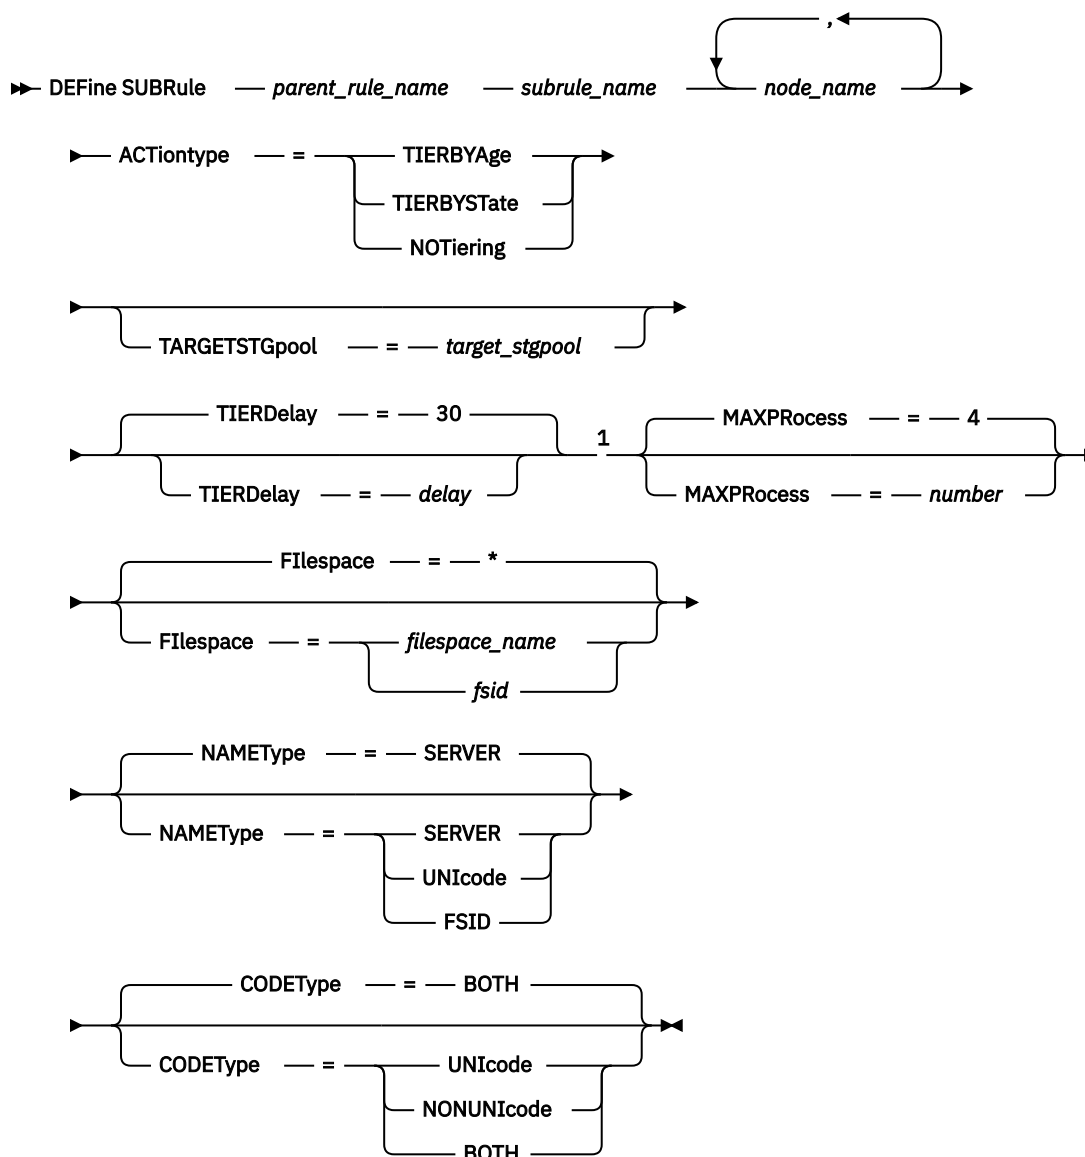 ,
DEFine SUBRule parent_rule_name subrule_name node_name
ACTiontype = TIERBYAge
TIERBYSTate
NOTiering
TARGETSTGpool = target_stgpool
TIERDelay = 30
1
MAXPRocess = 4
TIERDelay = delay
MAXPRocess = number
FIlespace = *
FIlespace = filespace_name
fsid
NAMEType = SERVER
NAMEType = SERVER
UNIcode
FSID
CODEType = BOTH
CODEType = UNIcode
NONUNIcode
BOTH